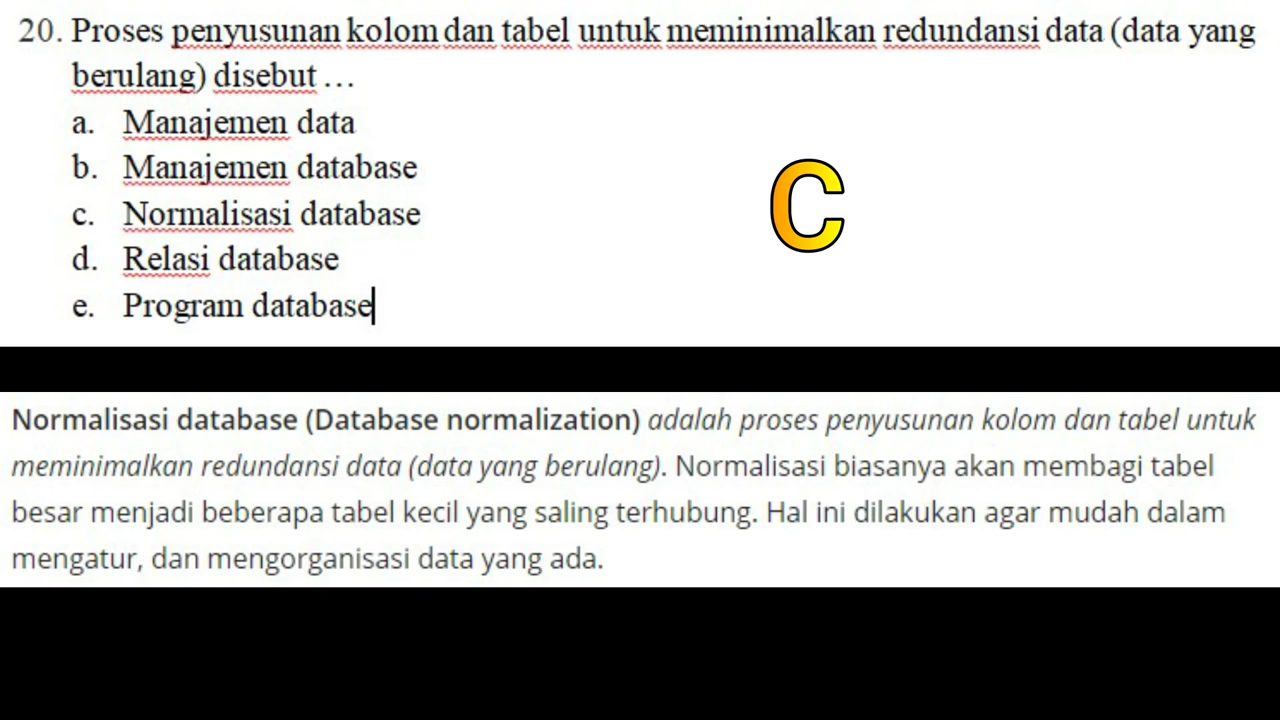 20. Proses penyusunan kolom dan tabel untuk meminimalkan redundansi data (data yang
berulang) disebut …
a. Manajemen data
b. Manajemen database
c. Normalisasi database
d. Relasi database
e. Program database
C
Normalisasi database (Database normalization) adalah proses penyusunan kolom dan tabel untuk
meminimalkan redundansi data (data yang berulang). Normalisasi biasanya akan membagi tabel
besar menjadi beberapa tabel kecil yang saling terhubung. Hal ini dilakukan agar mudah dalam
mengatur, dan mengorganisasi data yang ada.